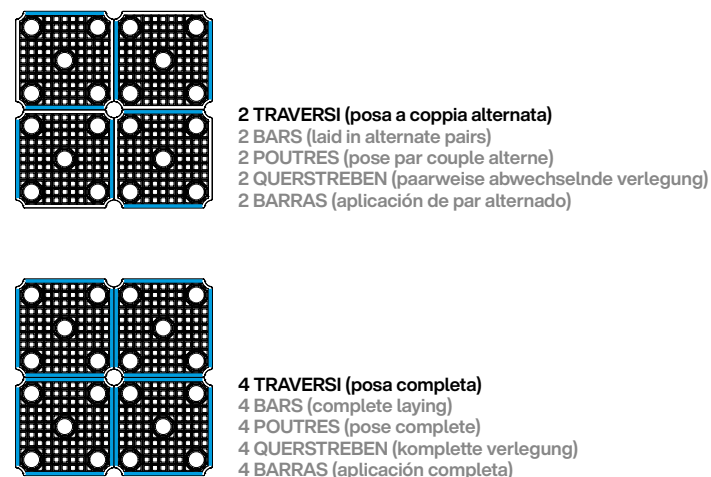 2 TRAVERSI (posa a coppia alternata)
2 BARS (laid in alternate pairs)
2 POUTRES (pose par couple alterne)
2 QUERSTREBEN (paarweise abwechselnde verlegung)
2 BARRAS (aplicación de par alternado)
4 TRAVERSI (posa completa)
4 BARS (complete laying)
4 POUTRES (pose complete)
4 QUERSTREBEN (komplette verlegung)
4 BARRAS (aplicación completa)